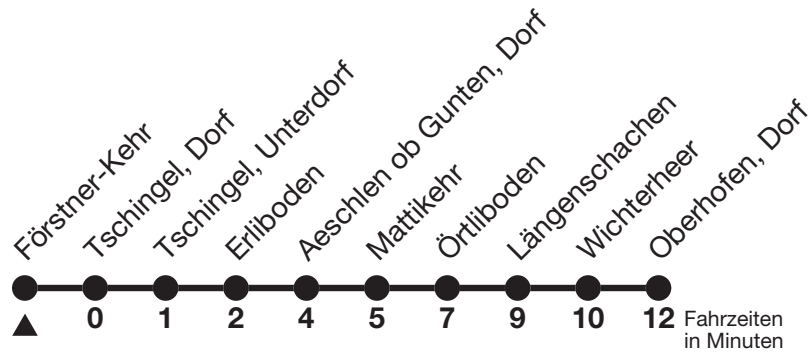 Förstner-Kehr
Tschingel, Dorf
Tschingel, Unterdorf
Erliboden
Aeschlen ob Gunten, Dorf
Mattikehr
Örtliboden
Längenschachen
Wichterheer
Oberhofen, Dorf
0 1 2 4 5 7 9 10 12 Fahrzeiten
in Minuten